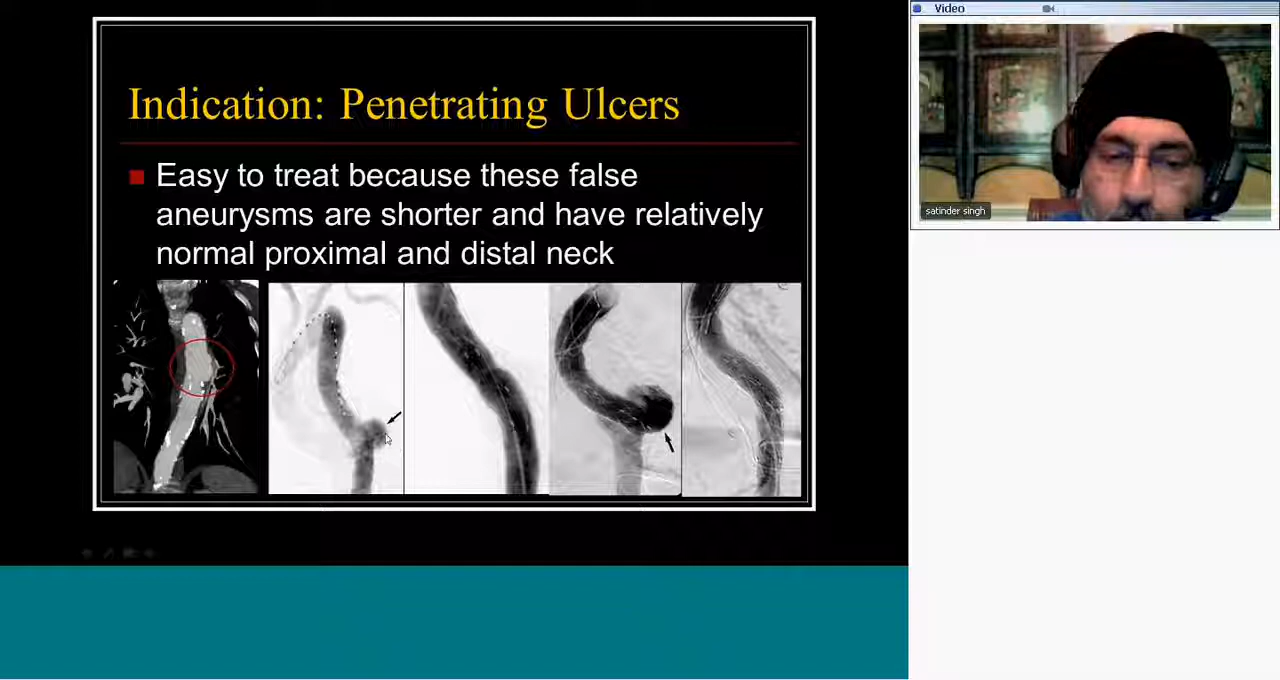 Indication: Penetrating Ulcers
Easy to treat because these false
aneurysms are shorter and have relatively
normal proximal and distal neck
Video
satinder singh